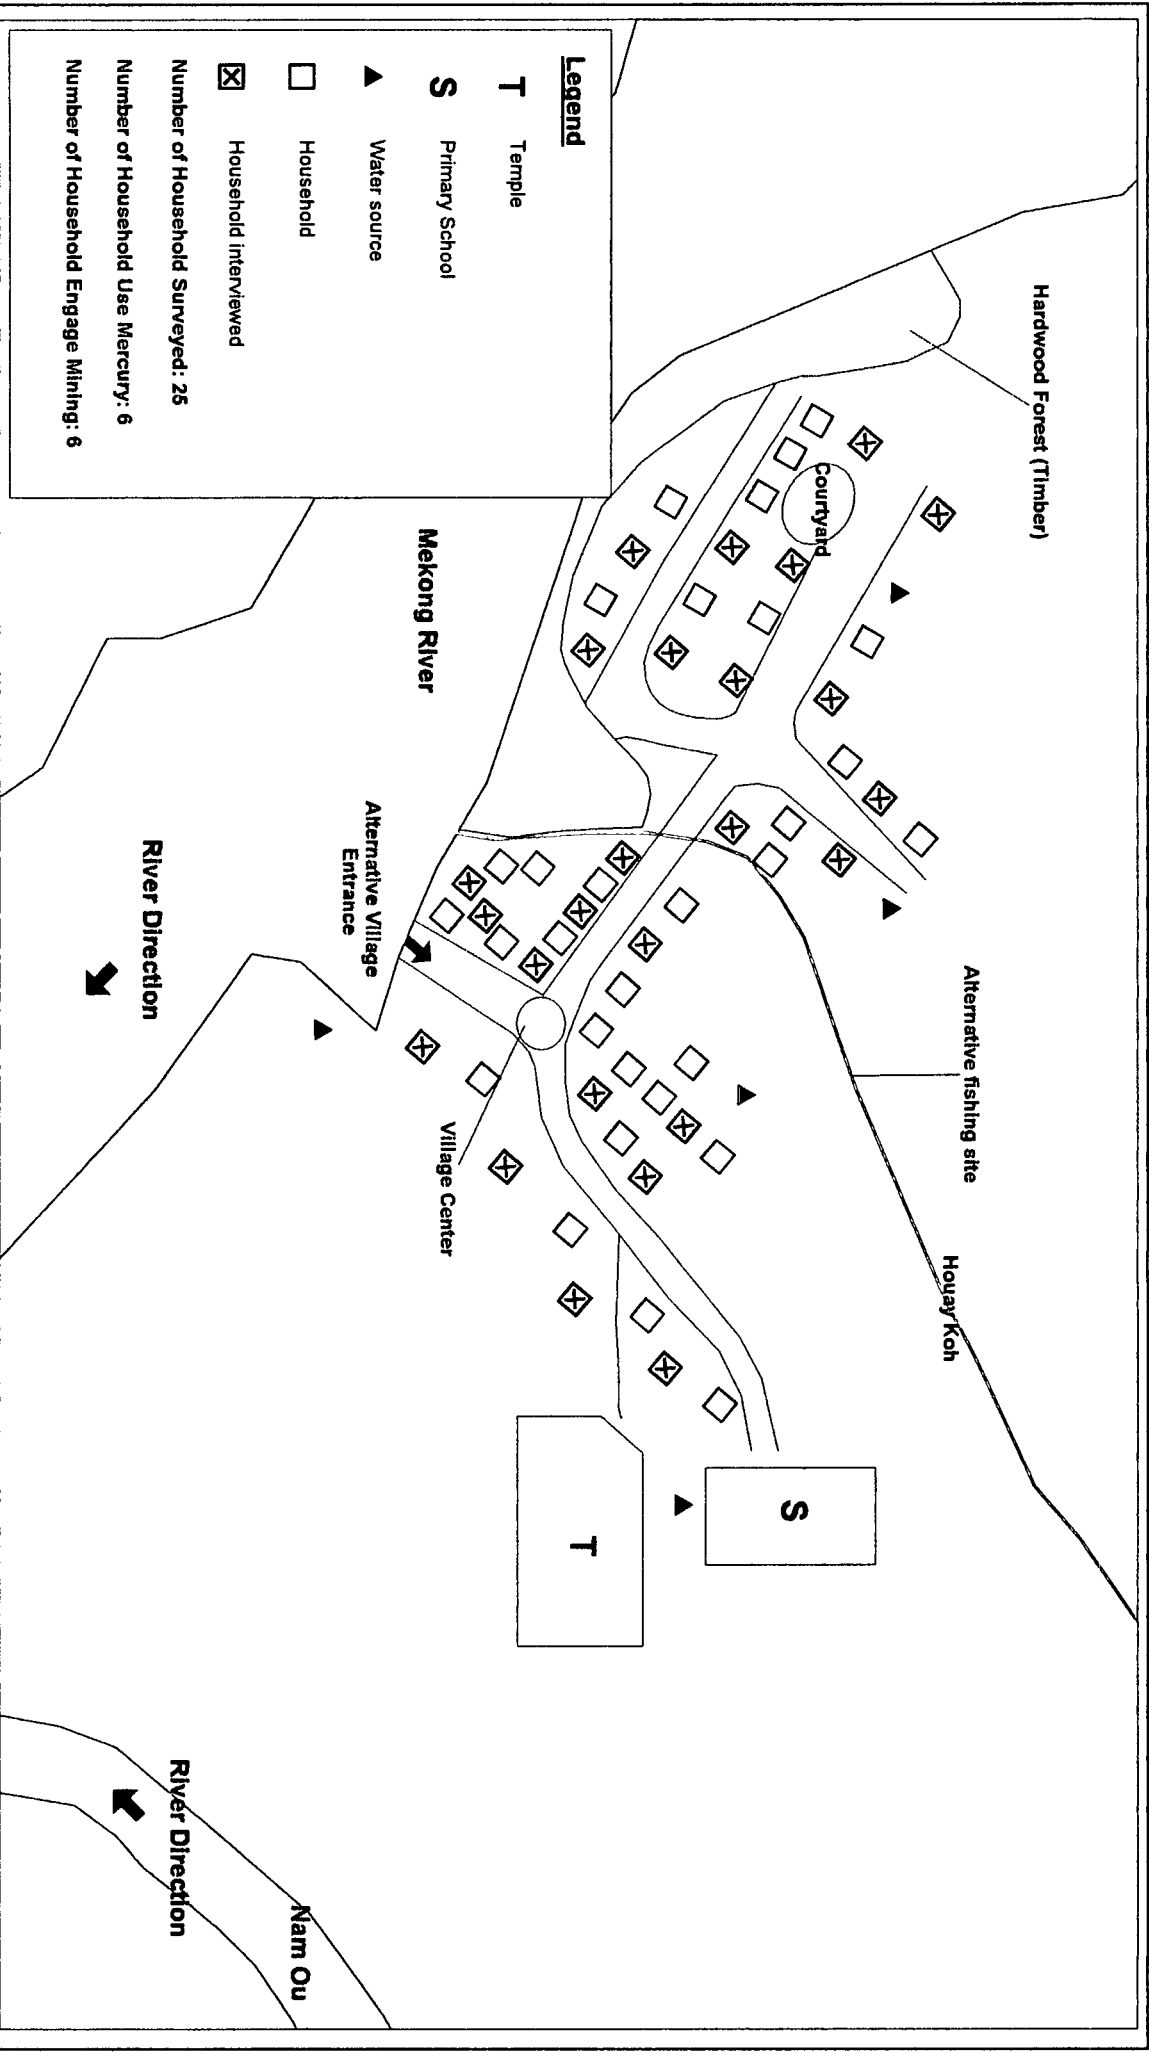 Legend
T Temple
S Primary School
Water source
Household
Household interviewed
Number of Household Surveyed: 25
Number of Household Use Mercury: 6
Number of Household Engage Mining: 6
Hardwood Forest (Timber)
Courtyard
Mekong River
Alternative Village
Entrance
River Direction
Alternative fishing site
Village Center
Houay Koh
S
T
River Direction
Nam Ou